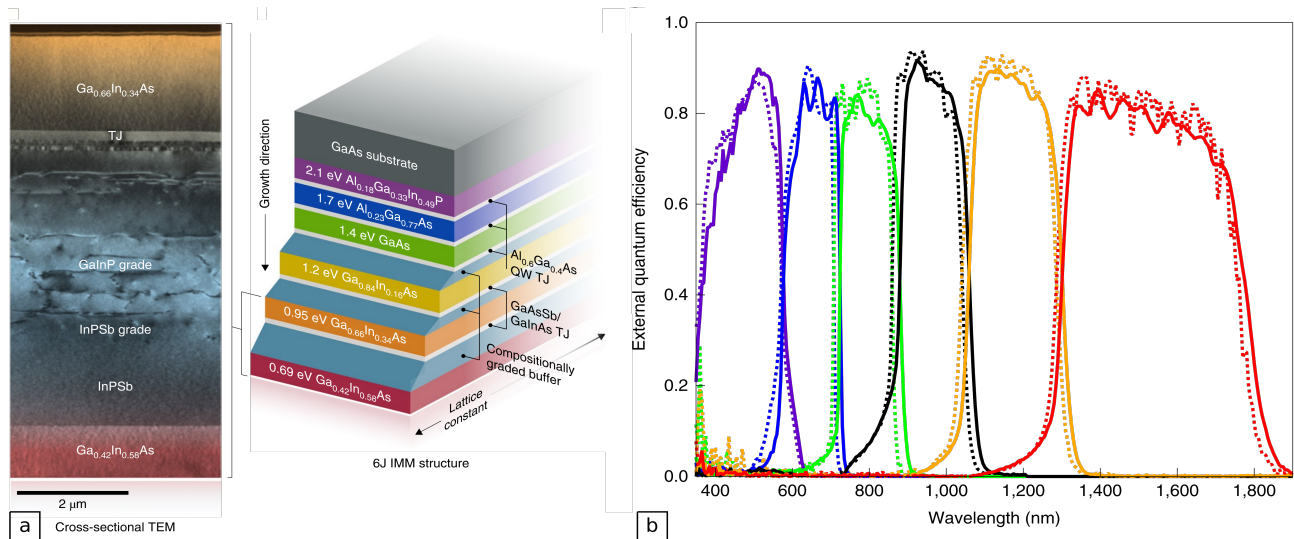 Ga0.66In0.34As
TJ
GaInP grade
InPSb grade
InPSb
Ga0.42In0.58As
2 μm
a
Cross-sectional TEM
Growth direction
GaAs substrate
2.1 eV Al0.18Ga0.33In0.49P
1.7 eV Al0.23Ga0.77As
1.4 eV GaAs
1.2 eV Ga0.84In0.16As
0.95 eV Ga0.66In0.34As
0.69 eV Ga0.42In0.58As
Al0.6Ga0.4As
QW TJ
GaAsSb/
GaInAs TJ
Compositionally
graded buffer
Lattice
constant
6J IMM structure
b
External quantum efficiency
1.0
0.8
0.6
0.4
0.2
0.0
400 600 800 1,000 1,200 1,400 1,600 1,800
Wavelength (nm)